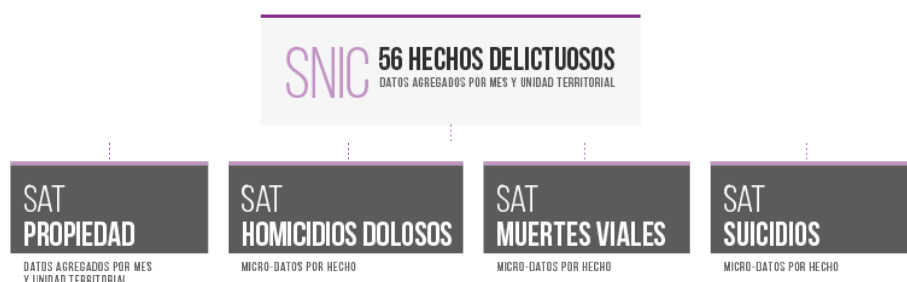 SNIC 56 HECHOS DELICTUOSOS
DATOS AGREGADOS POR MES Y UNIDAD TERRITORIAL
SAT
PROPIEDAD
DATOS AGREGADOS POR MES
Y UNIDAD TERRITORIAL
SAT
HOMICIDIOS DOLOSOS
MICRO-DATOS POR HECHO
SAT
MUERTES VIALES
MICRO-DATOS POR HECHO
SAT
SUICIDIOS
MICRO-DATOS POR HECHO